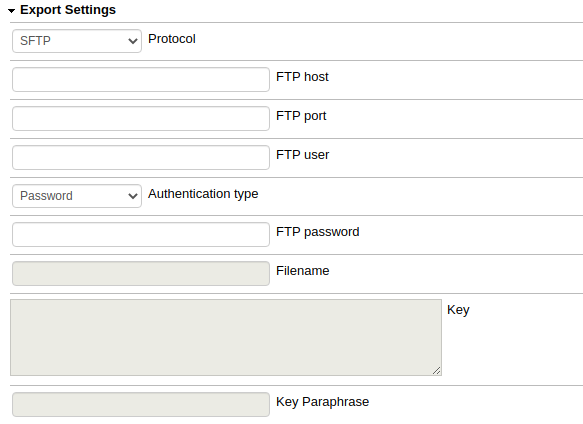 Export Settings
SFTP Protocol
FTP host
FTP port
FTP user
Password Authentication type
FTP password
Filename
Key
Key Paraphrase